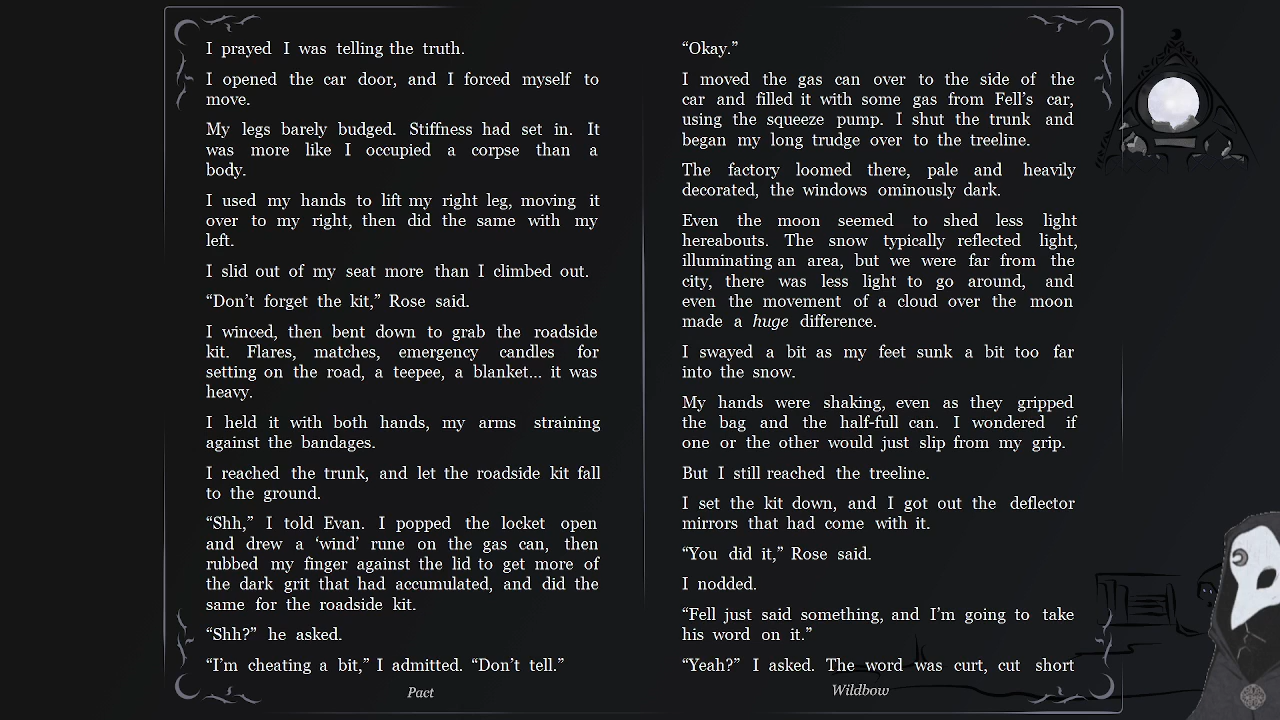 I prayed I was telling the truth.
I opened the car door, and I forced myself to
move.
My legs barely budged. Stiffness had set in. It
was more like I occupied a corpse than a
body.
I used my hands to lift my right leg, moving it
over to my right, then did the same with my
left.
I slid out of my seat more than I climbed out.
“Don’t forget the kit,” Rose said.
I winced, then bent down to grab the roadside
kit. Flares, matches, emergency candles for
setting on the road, a teepee, a blanket… it was
heavy.
I held it with both hands, my arms straining
against the bandages.
I reached the trunk, and let the roadside kit fall
to the ground.
“Shh,” I told Evan. I popped the locket open
and drew a ‘wind’ rune on the gas can, then
rubbed my finger against the lid to get more of
the dark grit that had accumulated, and did the
same for the roadside kit.
“Shh?” he asked.
“I’m cheating a bit,” I admitted. “Don’t tell.”
Pact
“Okay.”
I moved the gas can over to the side of the
car and filled it with some gas from Fell’s car,
using the squeeze pump. I shut the trunk and
began my long trudge over to the treeline.
The factory loomed there, pale and heavily
decorated, the windows ominously dark.
Even the moon seemed to shed less light
hereabouts. The snow typically reflected light,
illuminating an area, but we were far from the
city, there was less light to go around, and
even the movement of a cloud over the moon
made a huge difference.
I swayed a bit as my feet sunk a bit too far
into the snow.
My hands were shaking, even as they gripped
the bag and the half-full can. I wondered if
one or the other would just slip from my grip.
But I still reached the treeline.
I set the kit down, and I got out the deflector
mirrors that had come with it.
“You did it,” Rose said.
I nodded.
“Fell just said something, and I’m going to take
his word on it.”
“Yeah?” I asked. The word was curt, cut short
Wildbow